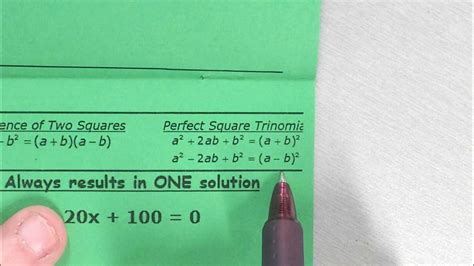 ence of Two Squares
b² = (a + b)(a − b)
Perfect Square Trinomia
a² + 2ab + b² = (a + b)²
a² − 2ab + b² = (a − b)²
Always results in ONE solution
20x + 100 = 0